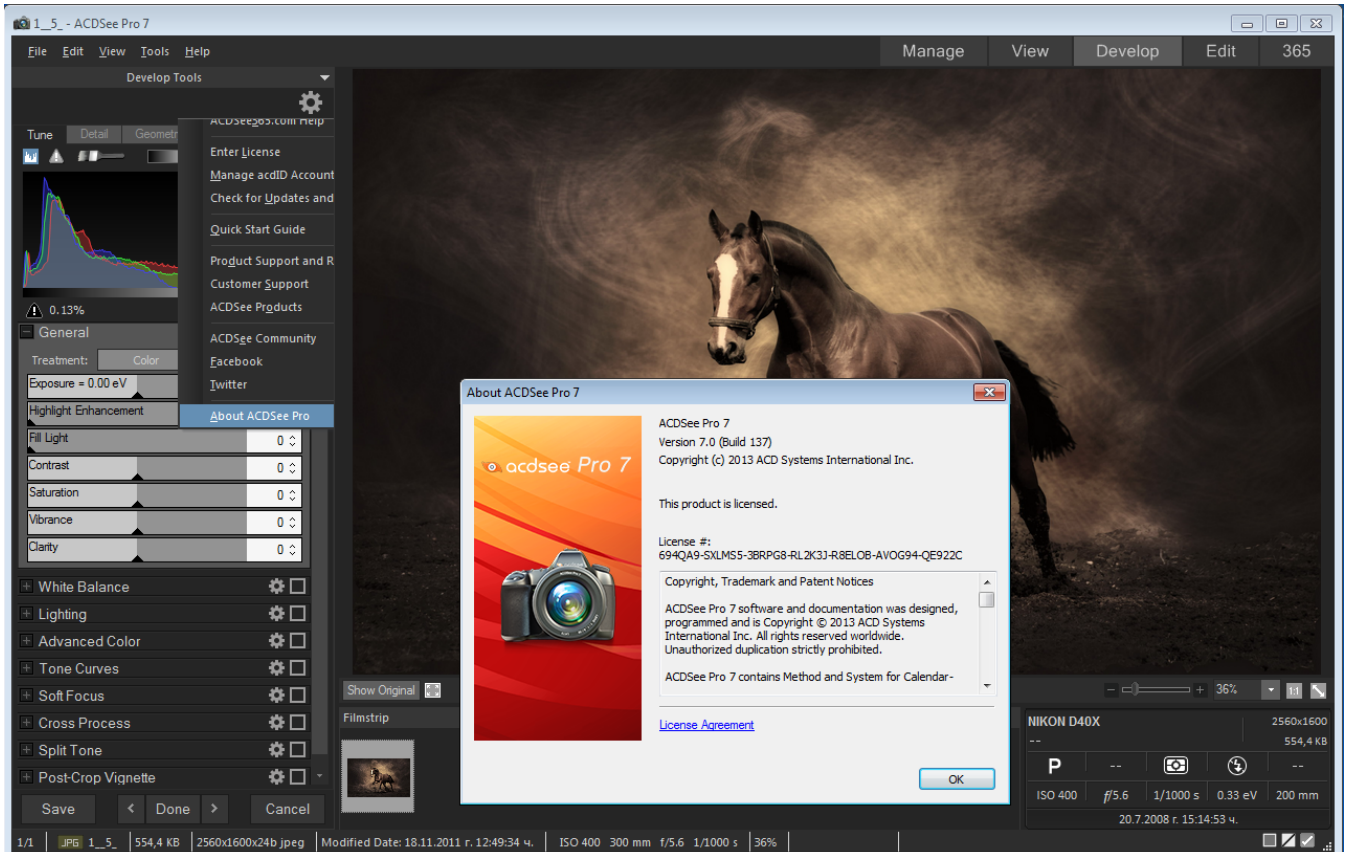 1__5_ - ACDSee Pro 7
File Edit View Tools Help
Manage View Develop Edit 365
Develop Tools
ACDSee365.com Help
Tune Detail Geometr
Enter License
Manage acdID Account
Check for Updates and
Quick Start Guide
Product Support and R
Customer Support
ACDSee Products
ACDSee Community
Facebook
Twitter
About ACDSee Pro
0.13%
General
Treatment: Color
Exposure = 0.00 eV
Highlight Enhancement
Fill Light 0
Contrast 0
Saturation 0
Vibrance 0
Clarity 0
White Balance
Lighting
Advanced Color
Tone Curves
Soft Focus
Cross Process
Split Tone
Post-Crop Vignette
Save < Done > Cancel
About ACDSee Pro 7
acdsee Pro 7
ACDSee Pro 7
Version 7.0 (Build 137)
Copyright (c) 2013 ACD Systems International Inc.
This product is licensed.
License #:
694QA9-SXLMS5-3BRPG8-RL2K3J-R8ELOB-AVOG94-QE922C
Copyright, Trademark and Patent Notices
ACDSee Pro 7 software and documentation was designed,
programmed and is Copyright © 2013 ACD Systems
International Inc. All rights reserved worldwide.
Unauthorized duplication strictly prohibited.
ACDSee Pro 7 contains Method and System for Calendar-
License Agreement
OK
Show Original
36% 1:1
Filmstrip
NIKON D40X 2560x1600
-- 554,4 KB
P -- --
ISO 400 f/5.6 1/1000 s 0.33 eV 200 mm
20.7.2008 г. 15:14:53 ч.
1/1 JPG 1__5_ 554,4 KB 2560x1600x24b jpeg Modified Date: 18.11.2011 г. 12:49:34 ч. ISO 400 300 mm f/5.6 1/1000 s 36%